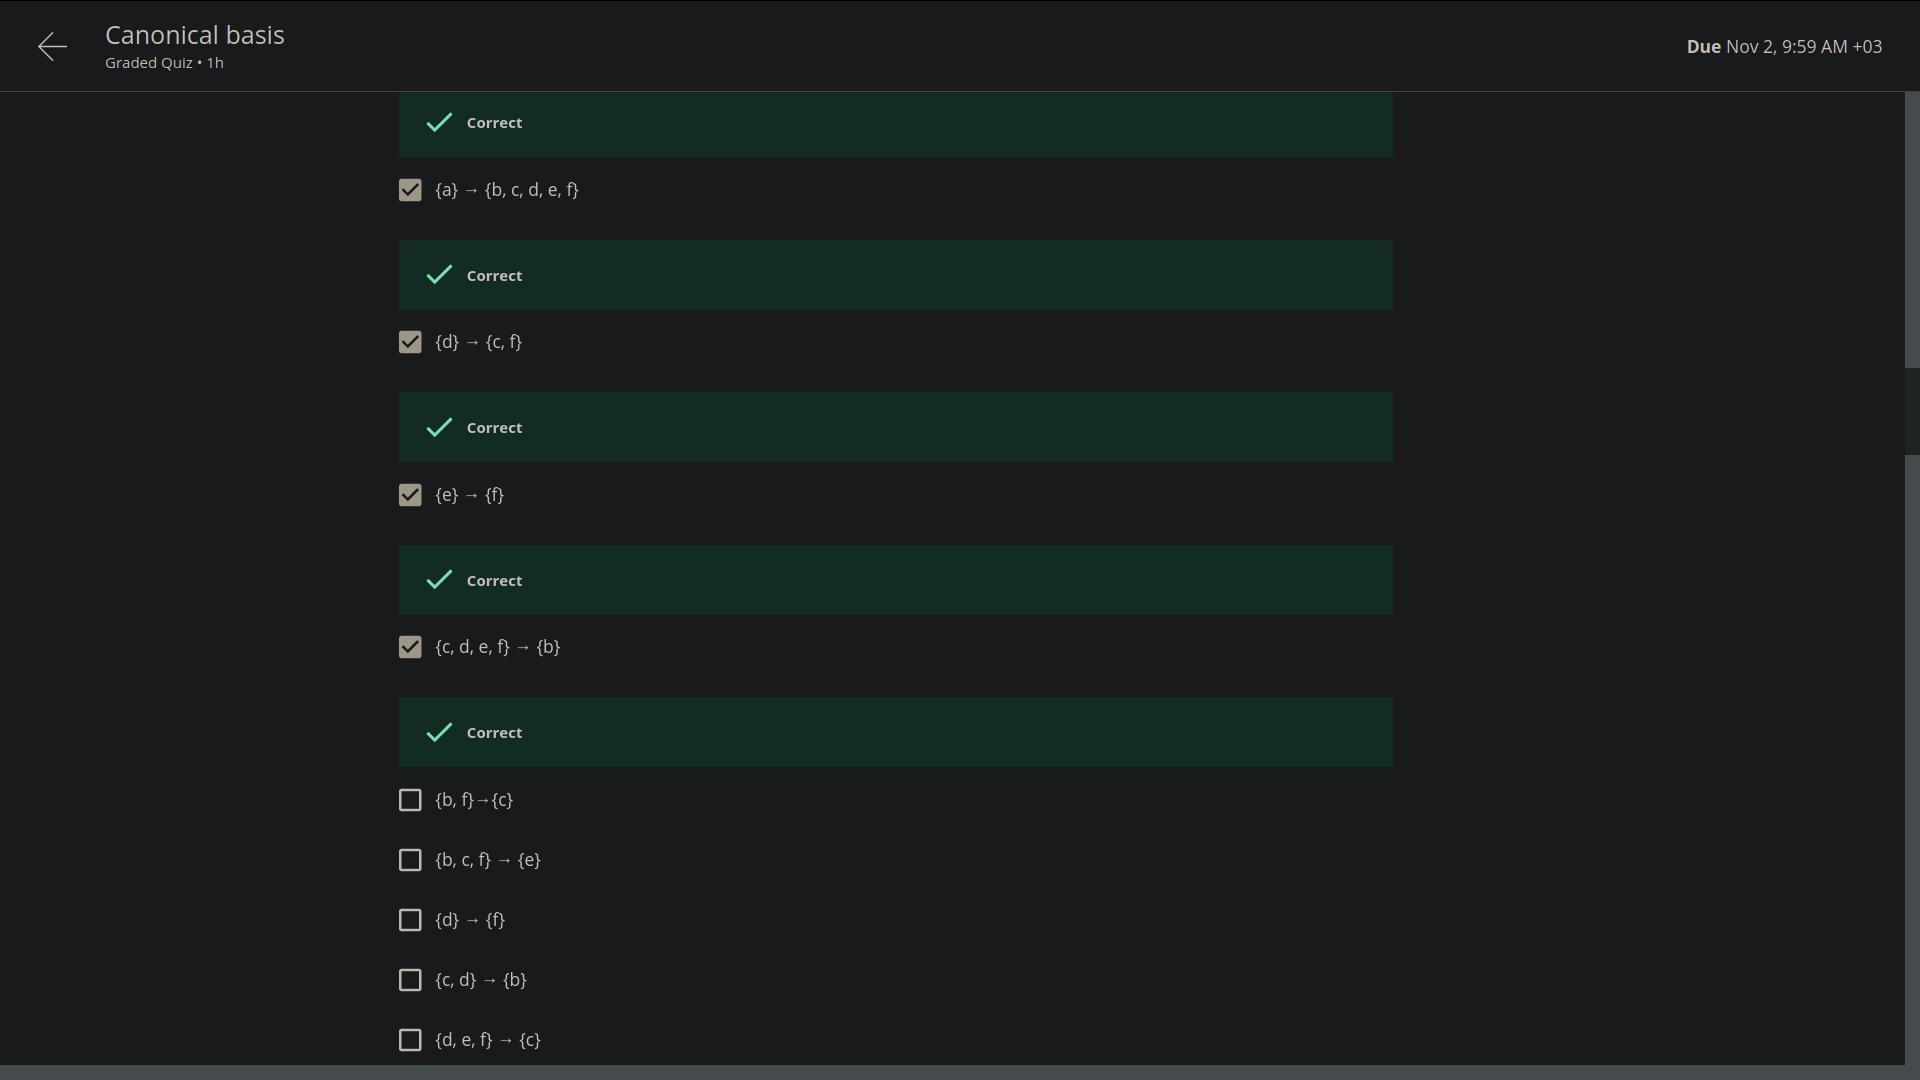 Canonical basis
Graded Quiz • 1h
Due Nov 2, 9:59 AM +03
Correct
{a} → {b, c, d, e, f}
Correct
{d} → {c, f}
Correct
{e} → {f}
Correct
{c, d, e, f} → {b}
Correct
{b, f}→{c}
{b, c, f} → {e}
{d} → {f}
{c, d} → {b}
{d, e, f} → {c}